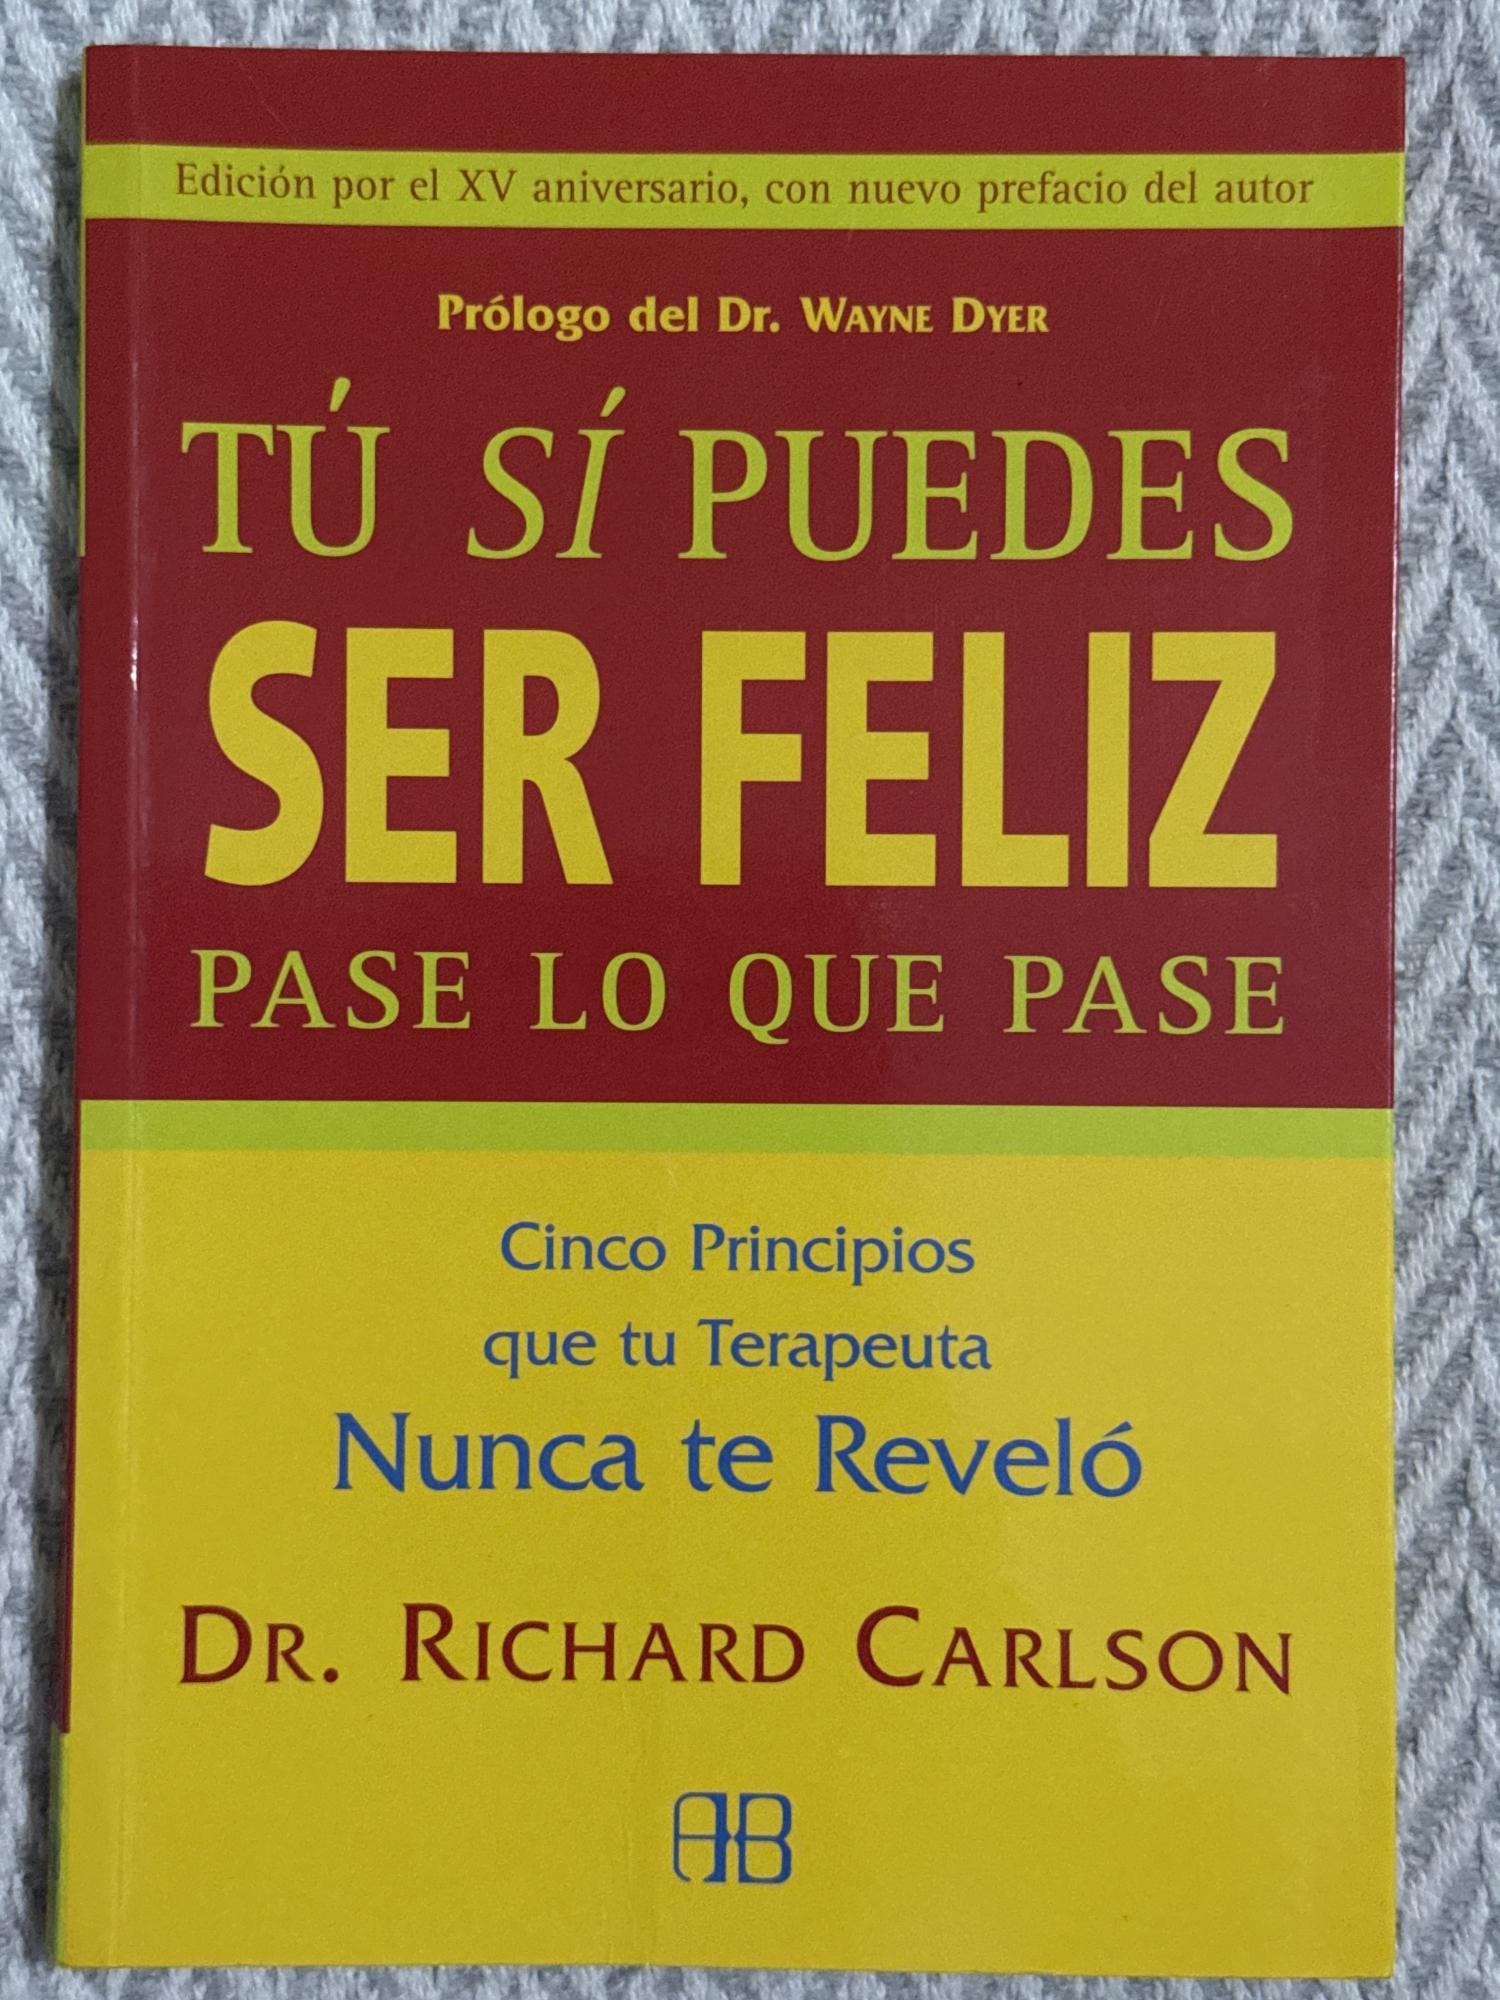 Edición por el XV aniversario, con nuevo prefacio del autor
Prólogo del Dr. WAYNE DYER
TÚ SÍ PUEDES
SER FELIZ
PASE LO QUE PASE
Cinco Principios
que tu Terapeuta
Nunca te Reveló
DR. RICHARD CARLSON
AB